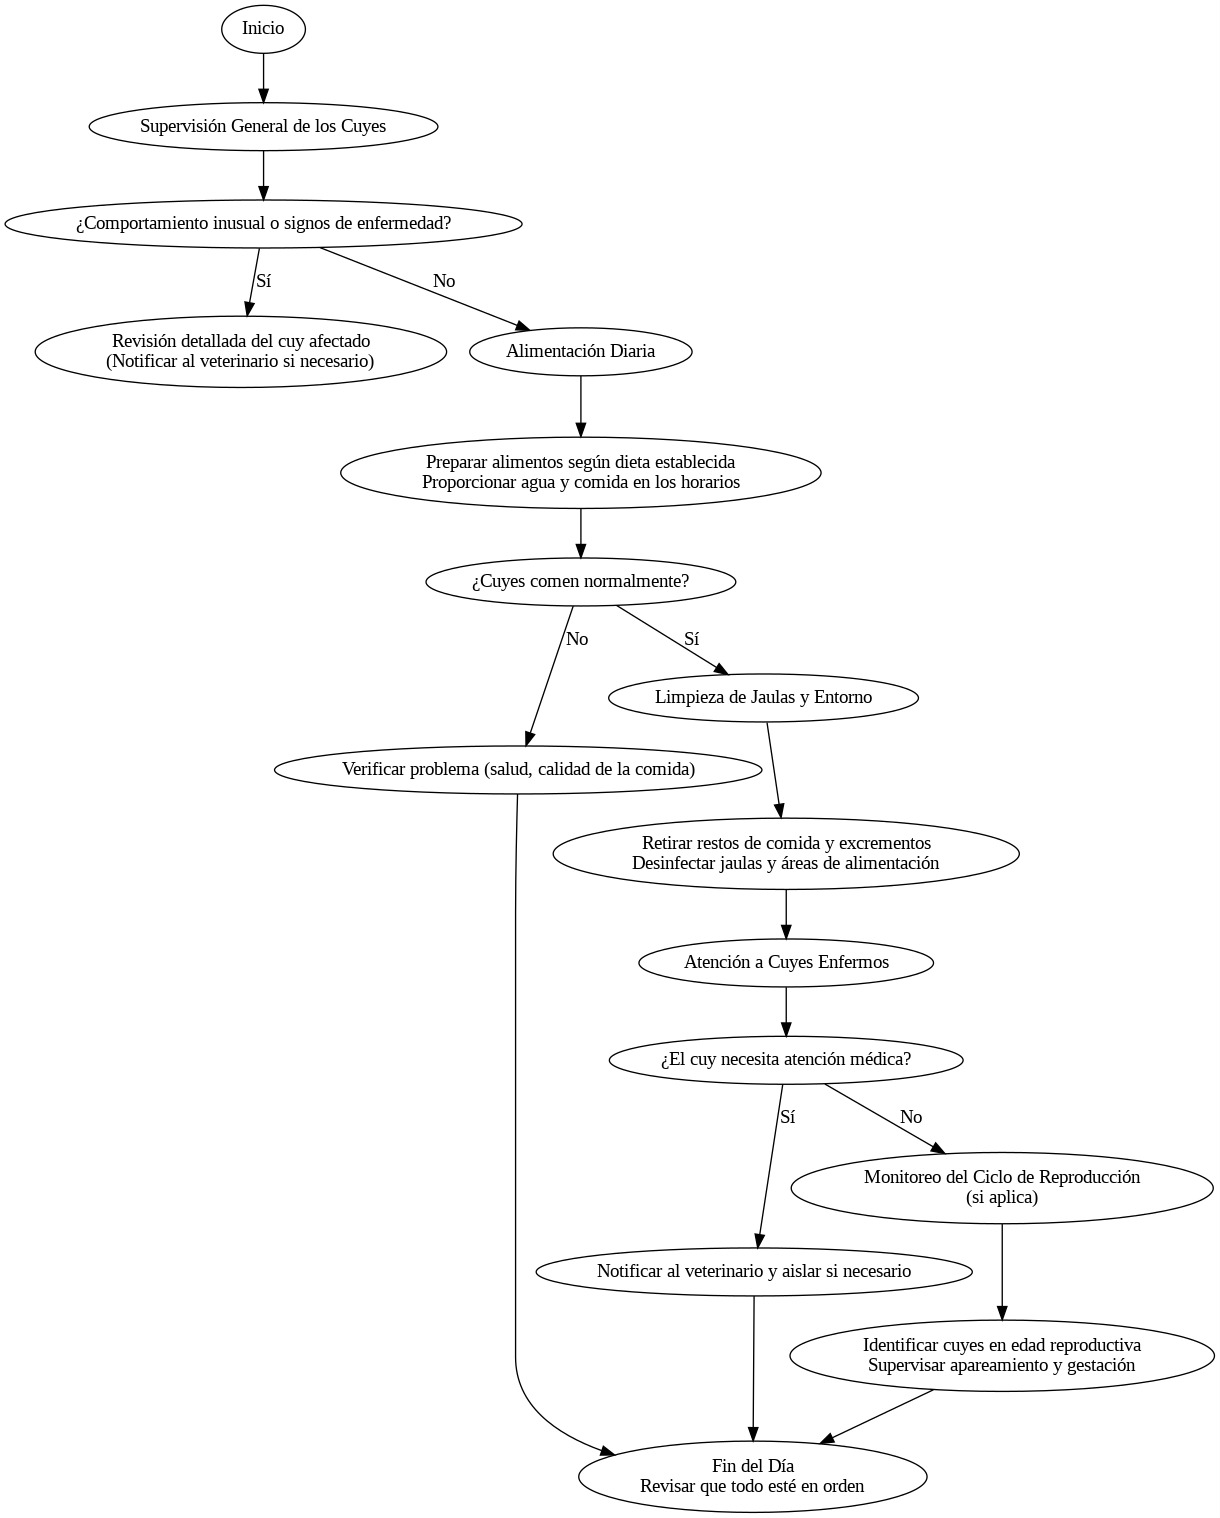 Inicio
Supervisión General de los Cuyes
¿Comportamiento inusual o signos de enfermedad?
Sí
No
Revisión detallada del cuy afectado
(Notificar al veterinario si necesario)
Alimentación Diaria
Preparar alimentos según dieta establecida
Proporcionar agua y comida en los horarios
¿Cuyes comen normalmente?
No
Sí
Limpieza de Jaulas y Entorno
Verificar problema (salud, calidad de la comida)
Retirar restos de comida y excrementos
Desinfectar jaulas y áreas de alimentación
Atención a Cuyes Enfermos
¿El cuy necesita atención médica?
Sí
No
Monitoreo del Ciclo de Reproducción
(si aplica)
Notificar al veterinario y aislar si necesario
Identificar cuyes en edad reproductiva
Supervisar apareamiento y gestación
Fin del Día
Revisar que todo esté en orden